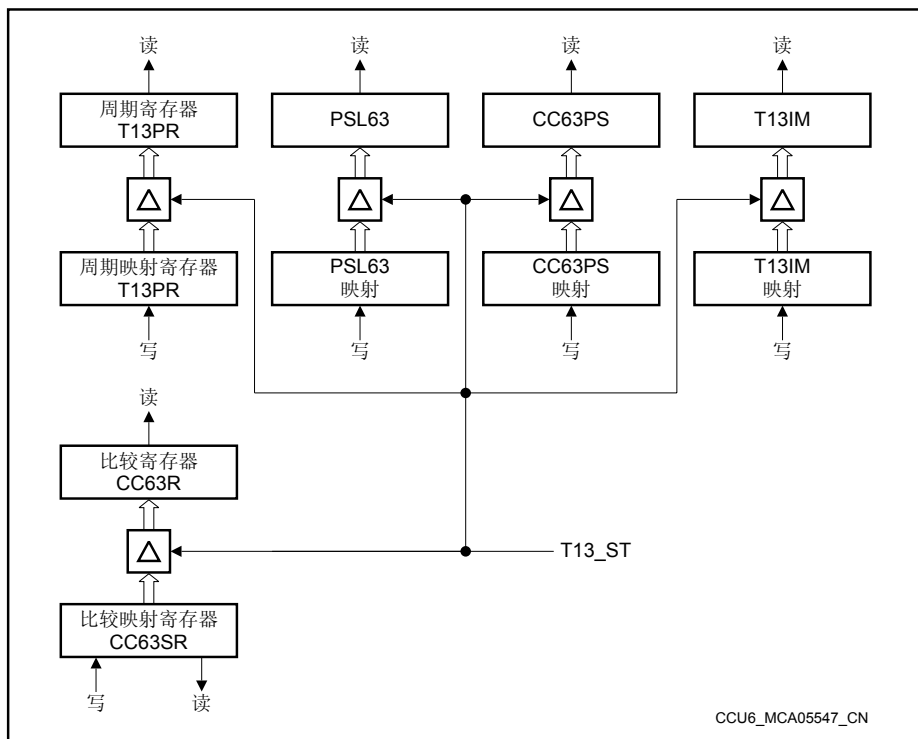 读
读
读
读
周期寄存器
T13PR
PSL63
CC63PS
T13IM
周期映射寄存器
T13PR
PSL63
映射
CC63PS
映射
T13IM
映射
写
写
写
写
读
比较寄存器
CC63R
T13_ST
比较映射寄存器
CC63SR
写
读
CCU6_MCA05547_CN